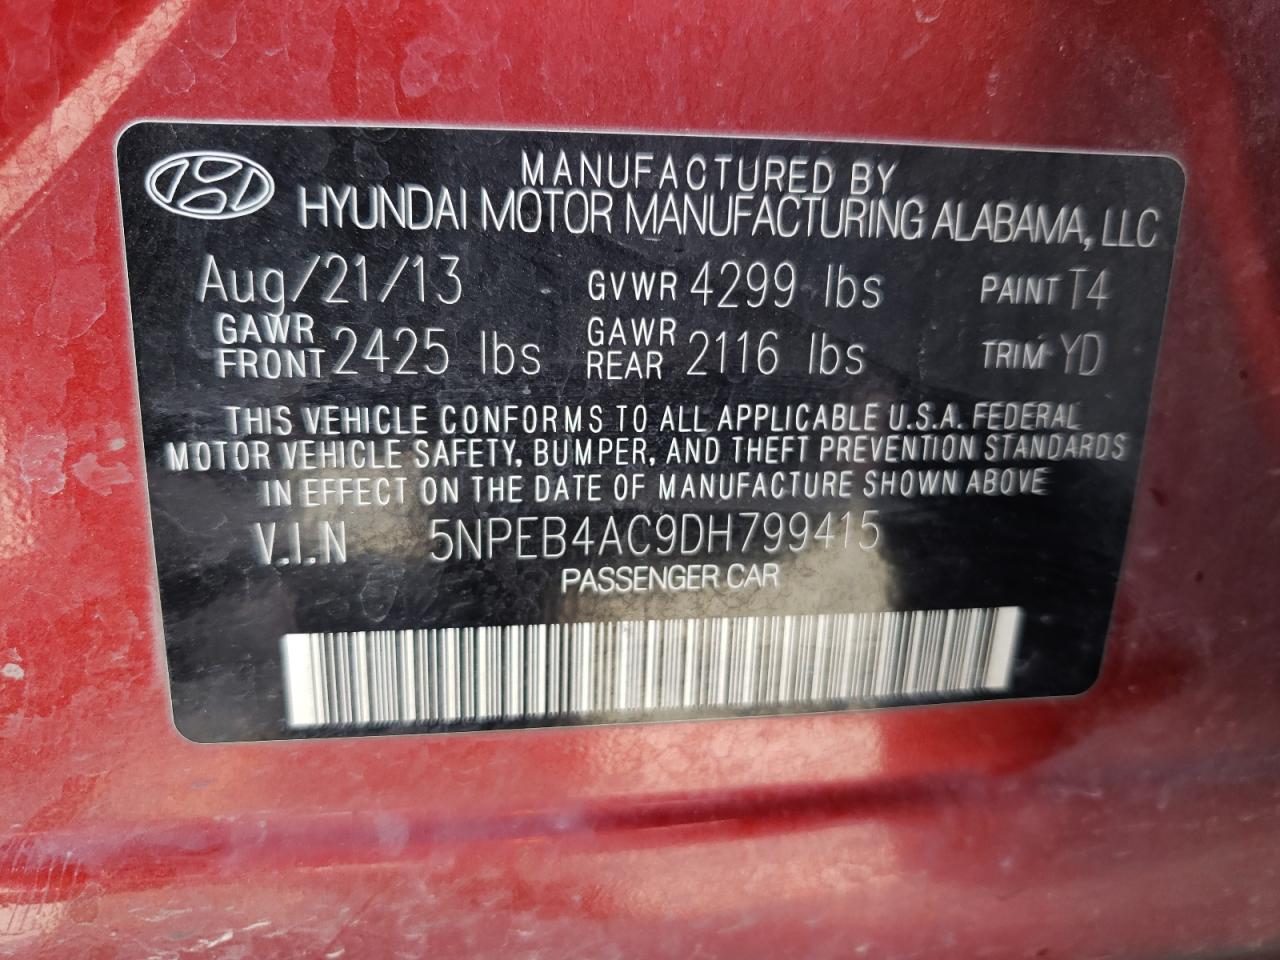 MANUFACTURED BY
HYUNDAI MOTOR MANUFACTURING ALABAMA, LLC
Aug/21/13 GVWR 4299 lbs PAINT T4
GAWR FRONT 2425 lbs GAWR REAR 2116 lbs TRIM YD
THIS VEHICLE CONFORMS TO ALL APPLICABLE U.S.A. FEDERAL
MOTOR VEHICLE SAFETY, BUMPER, AND THEFT PREVENTION STANDARDS
IN EFFECT ON THE DATE OF MANUFACTURE SHOWN ABOVE
V.I.N 5NPEB4AC9DH799415
PASSENGER CAR